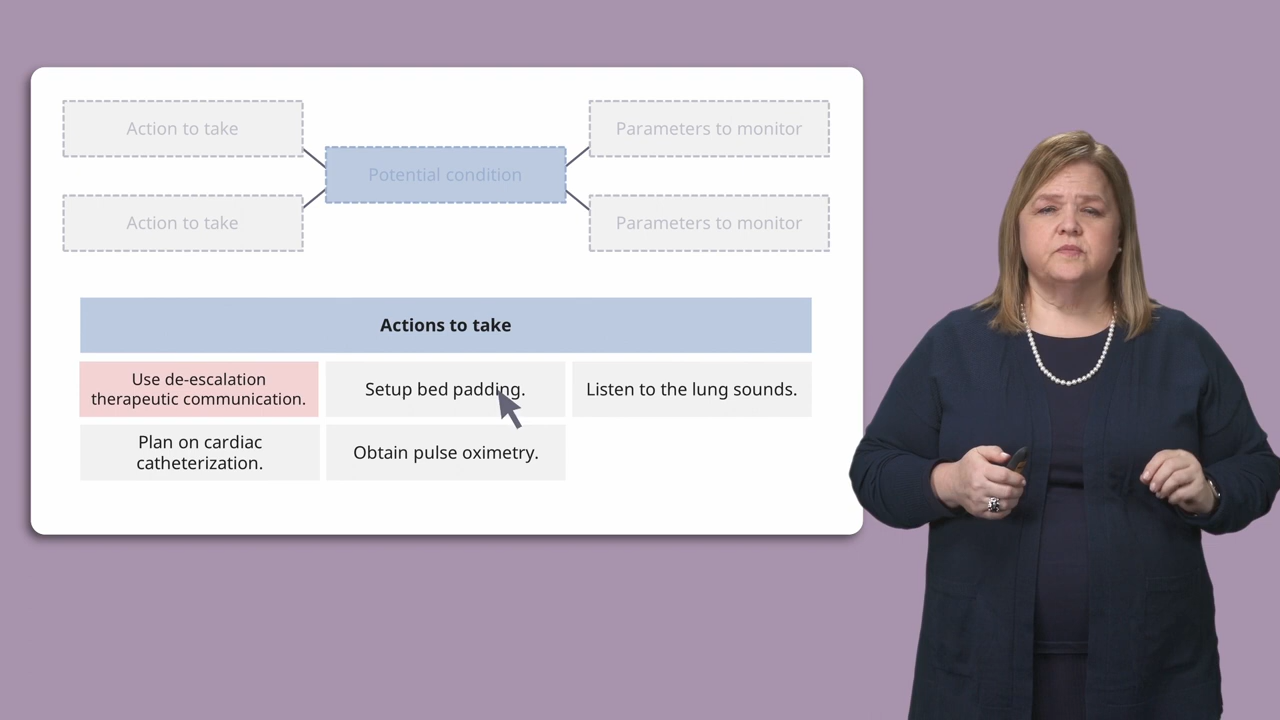 Action to take
Parameters to monitor
Potential condition
Action to take
Parameters to monitor
Actions to take
Use de-escalation
therapeutic communication.
Setup bed padding.
Listen to the lung sounds.
Plan on cardiac
catheterization.
Obtain pulse oximetry.